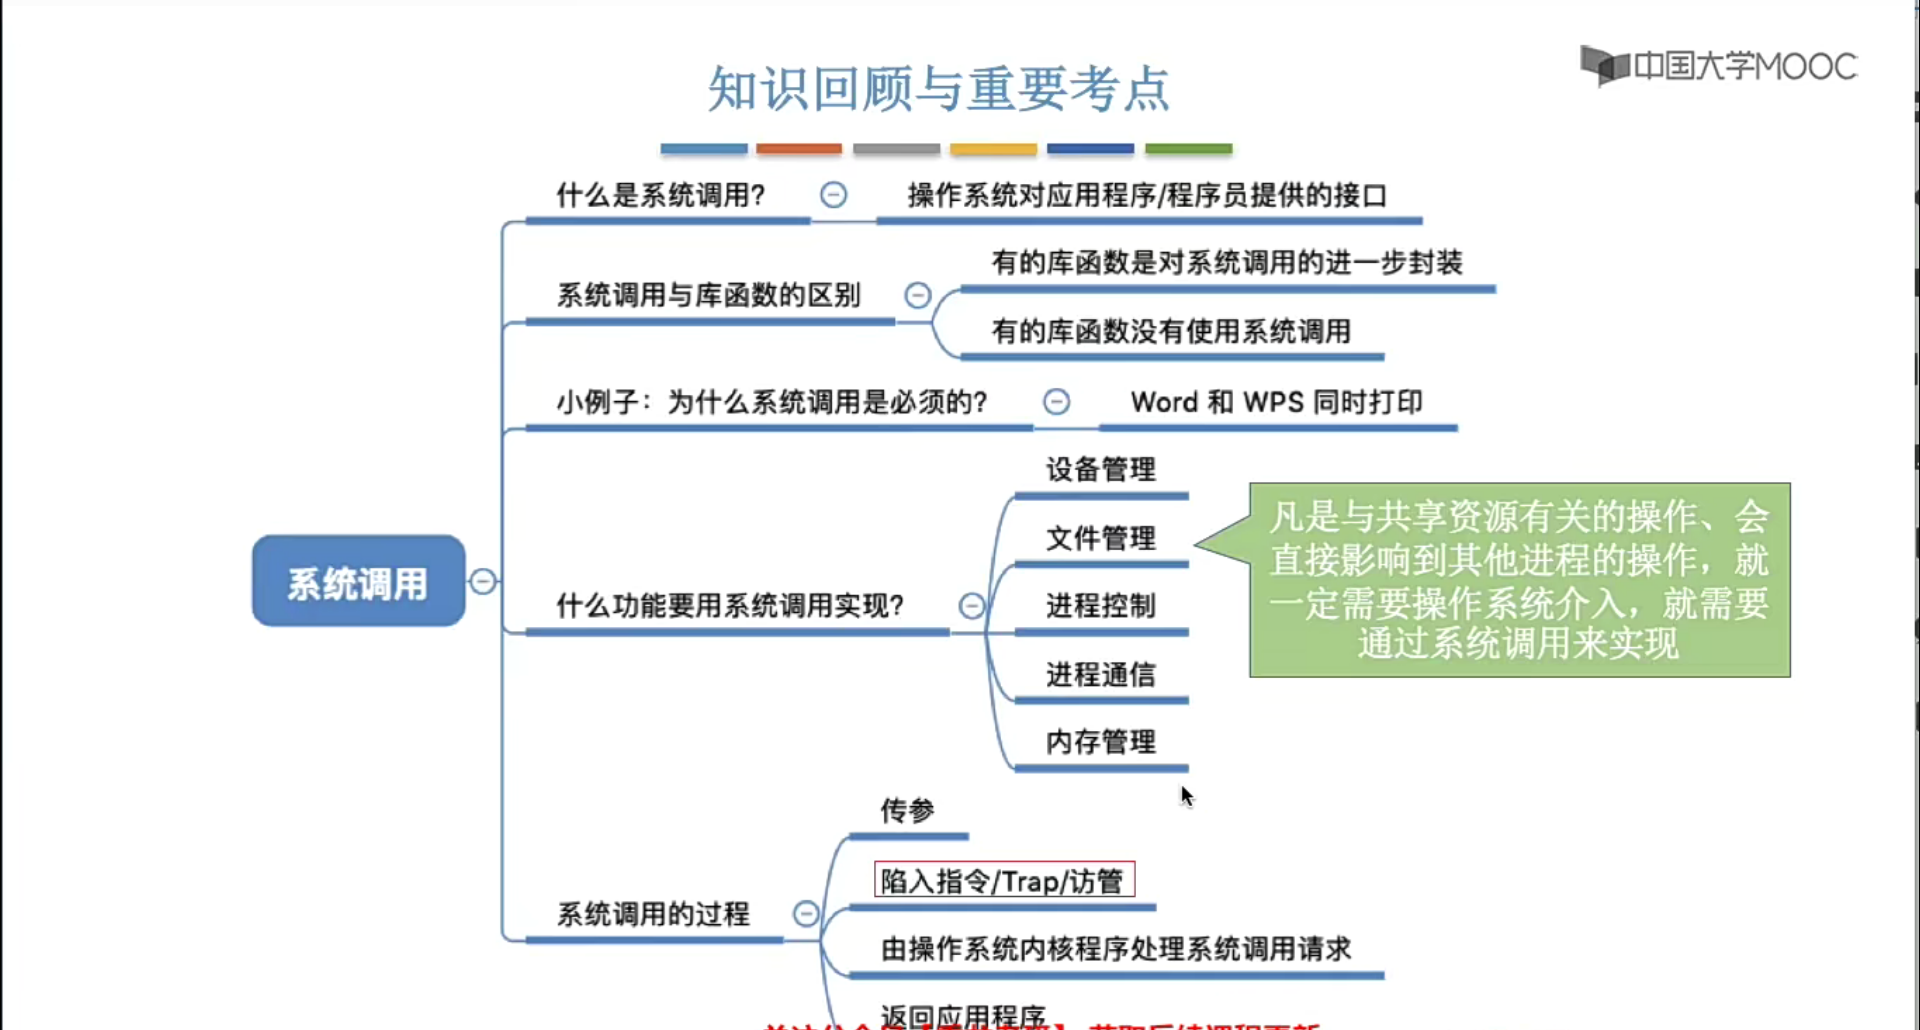 中国大学MOOC
知识回顾与重要考点
什么是系统调用?
操作系统对应用程序/程序员提供的接口
系统调用与库函数的区别
有的库函数是对系统调用的进一步封装
有的库函数没有使用系统调用
小例子：为什么系统调用是必须的?
Word 和 WPS 同时打印
系统调用
什么功能要用系统调用实现?
设备管理
文件管理
进程控制
进程通信
内存管理
凡是与共享资源有关的操作、会
直接影响到其他进程的操作，就
一定需要操作系统介入，就需要
通过系统调用来实现
系统调用的过程
传参
陷入指令/Trap/访管
由操作系统内核程序处理系统调用请求
返回应用程序